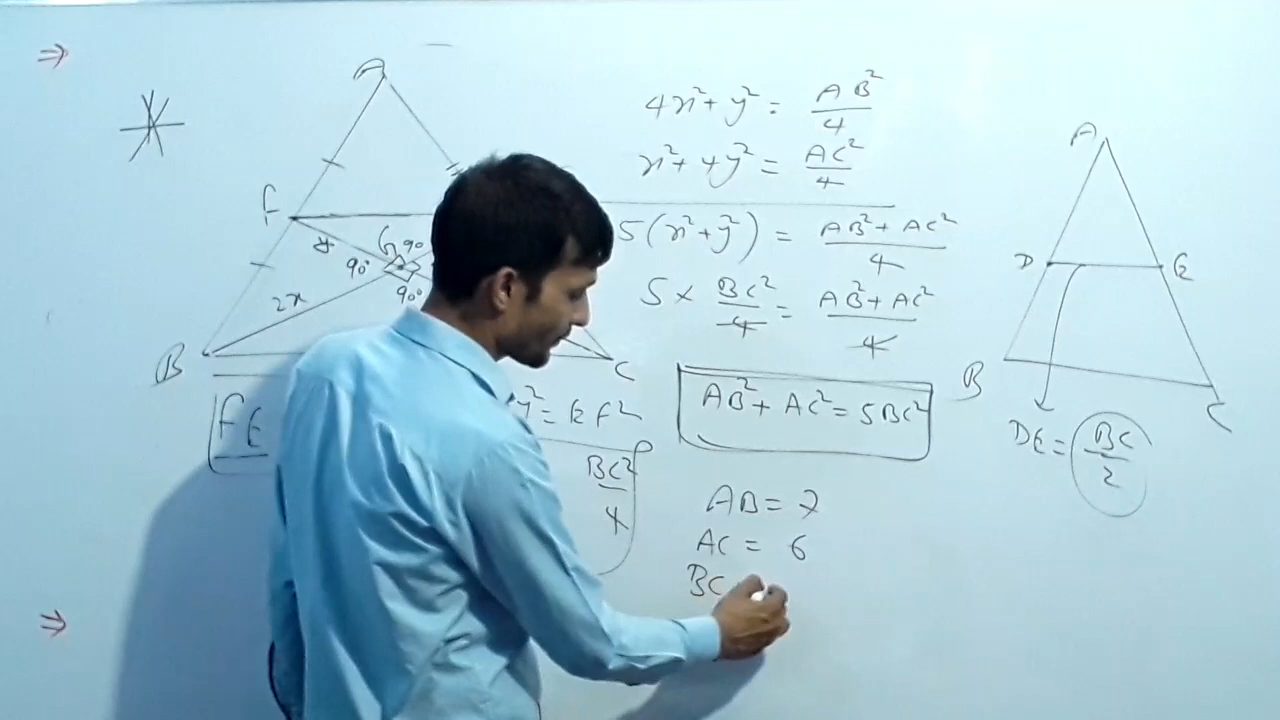 A
F
G 90
y
90°
90°
2x
B
C
FE
y² = EF²
BC²
4
4x² + y² = AB²/4
x² + 4y² = AC²/4
5(x² + y²) = AB² + AC²/4
5 × BC²/4 = AB² + AC²/4
AB² + AC² = 5BC²
AB = 7
AC = 6
BC
A
D
E
B
C
DE = BC/2